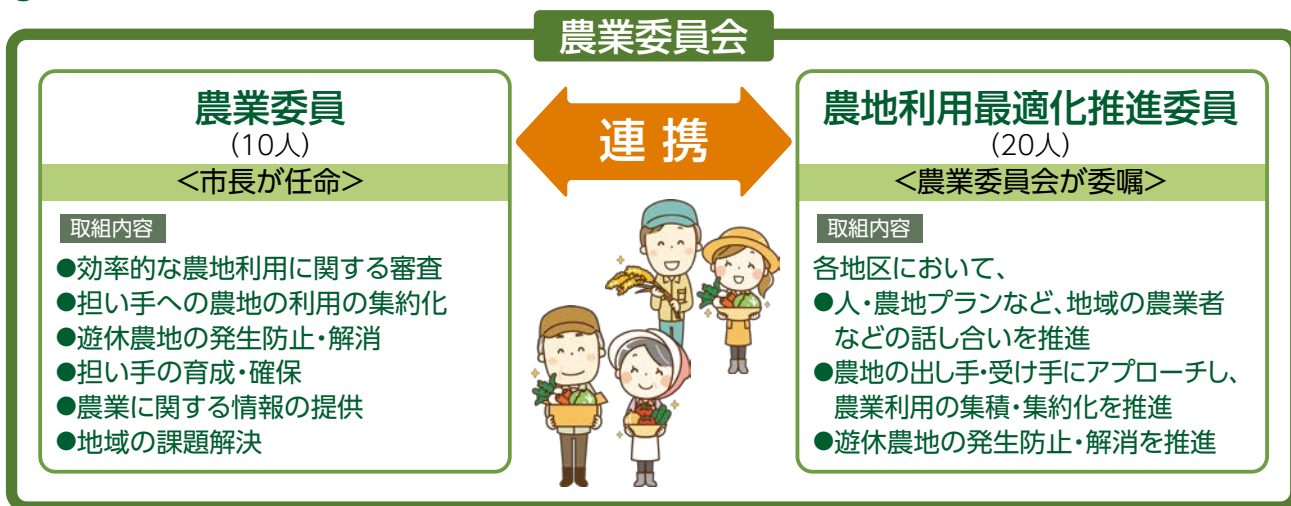 農業委員会
農業委員
(10人)
<市長が任命>
取組内容
●効率的な農地利用に関する審査
●担い手への農地の利用の集約化
●遊休農地の発生防止・解消
●担い手の育成・確保
●農業に関する情報の提供
●地域の課題解決
連携
農地利用最適化推進委員
(20人)
<農業委員会が委嘱>
取組内容
各地区において、
●人・農地プランなど、地域の農業者
などの話し合いを推進
●農地の出し手・受け手にアプローチし、
農業利用の集積・集約化を推進
●遊休農地の発生防止・解消を推進